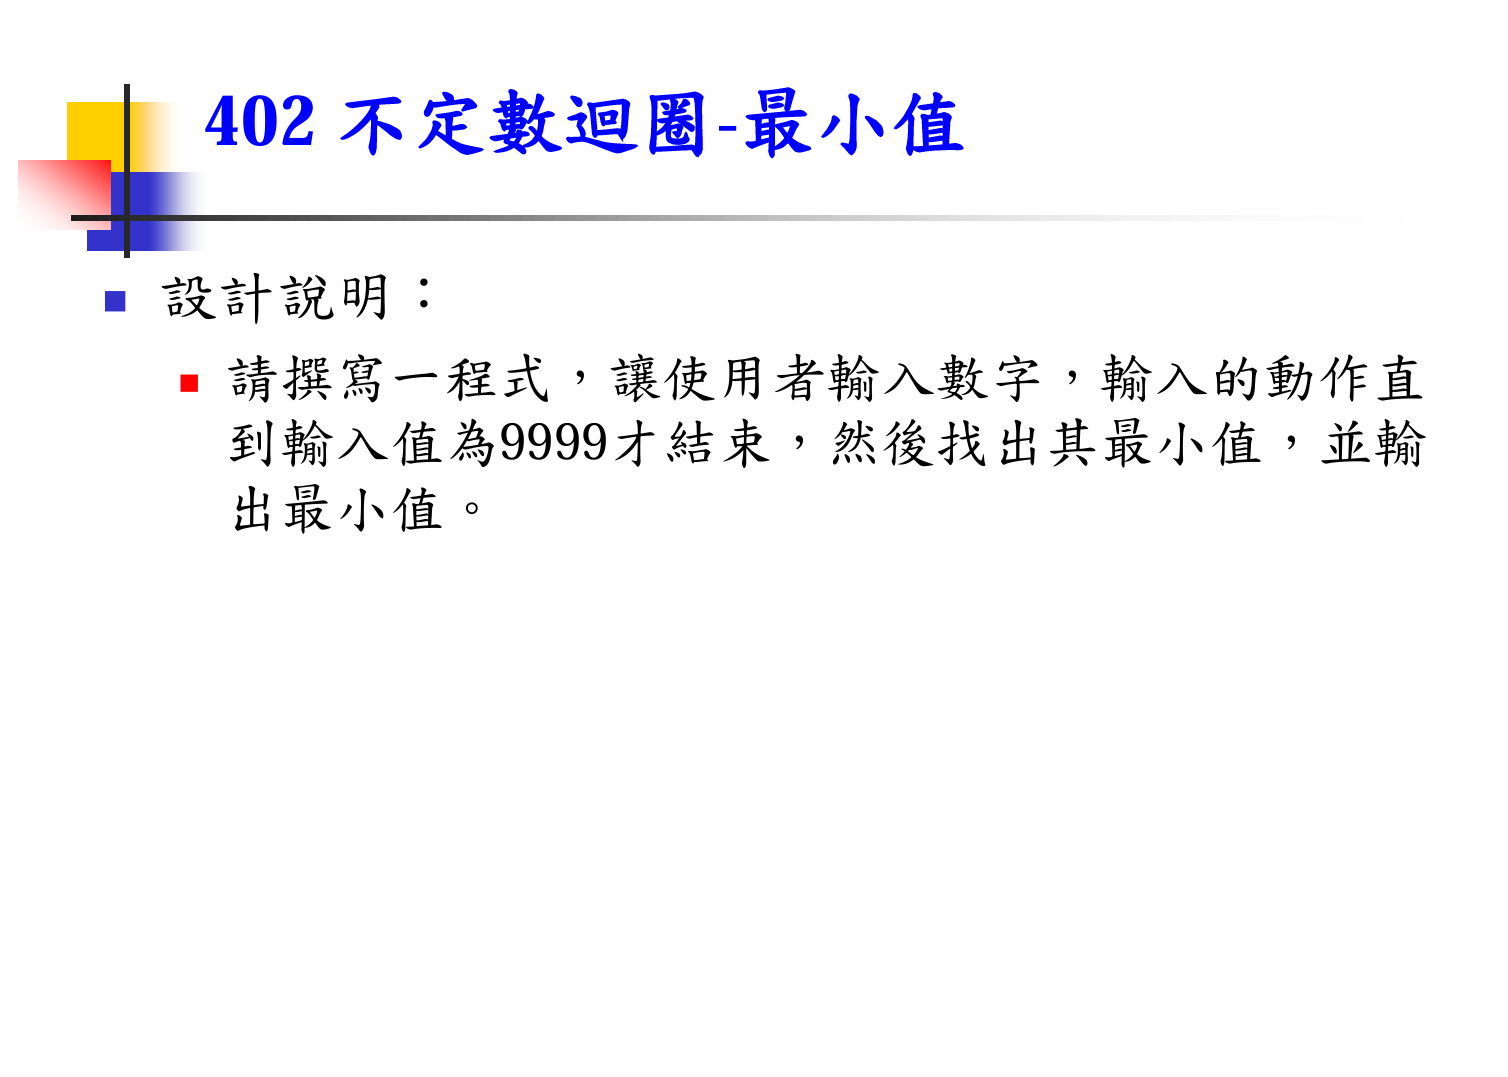 402 不定數迴圈-最小值
設計說明：
請撰寫一程式，讓使用者輸入數字，輸入的動作直
到輸入值為9999才結束，然後找出其最小值，並輸
出最小值。